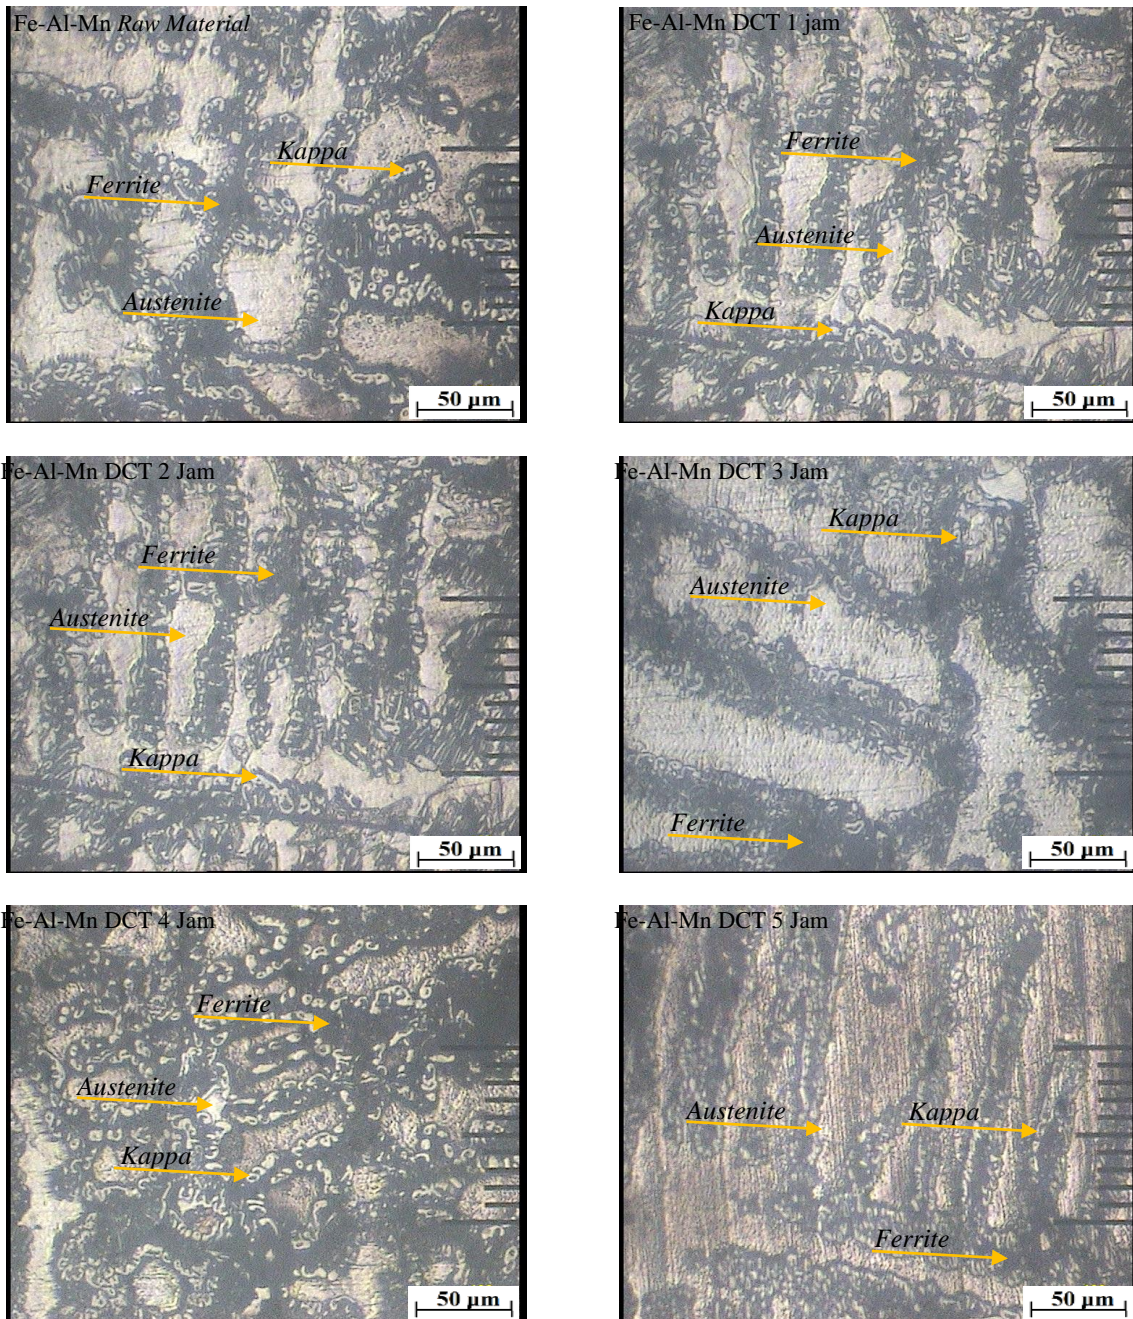 Fe-Al-Mn Raw Material
Kappa
Ferrite
Austenite
50 µm
Fe-Al-Mn DCT 1 jam
Ferrite
Austenite
Kappa
50 µm
Fe-Al-Mn DCT 2 Jam
Ferrite
Austenite
Kappa
50 µm
Fe-Al-Mn DCT 3 Jam
Kappa
Austenite
Ferrite
50 µm
Fe-Al-Mn DCT 4 Jam
Ferrite
Austenite
Kappa
50 µm
Fe-Al-Mn DCT 5 Jam
Austenite
Kappa
Ferrite
50 µm